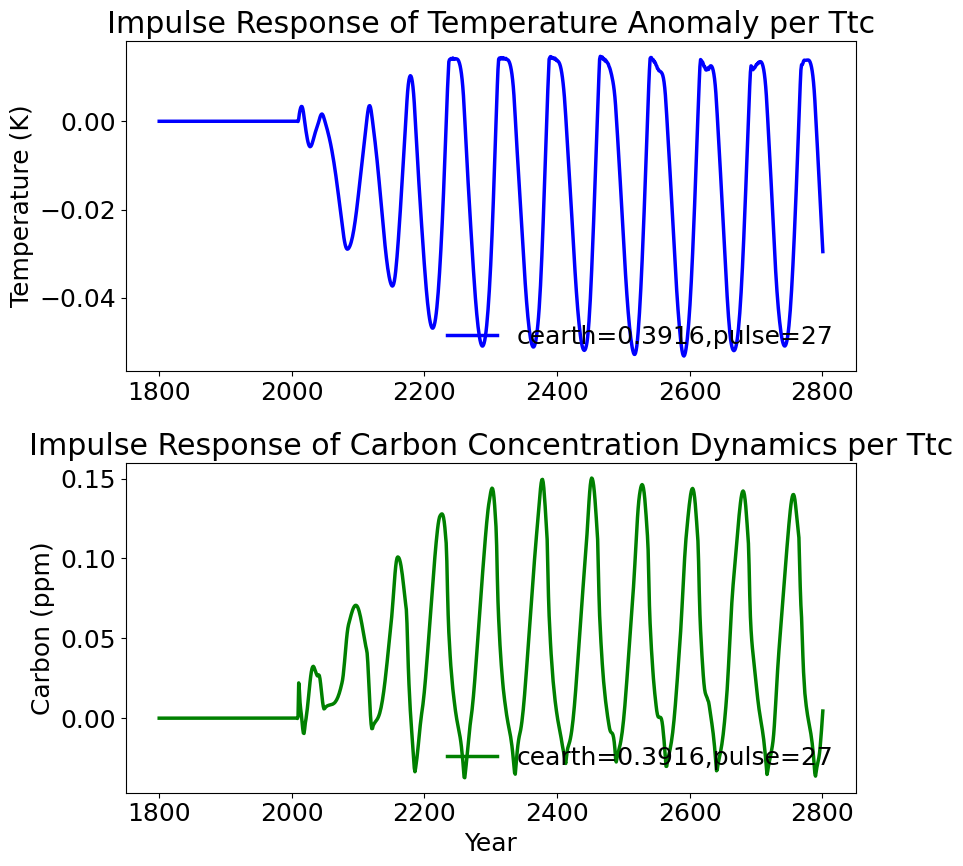 Impulse Response of Temperature Anomaly per Ttc
Temperature (K)
0.00
−0.02
−0.04
cearth=0.3916,pulse=27
1800 2000 2200 2400 2600 2800
Impulse Response of Carbon Concentration Dynamics per Ttc
Carbon (ppm)
0.15
0.10
0.05
0.00
cearth=0.3916,pulse=27
1800 2000 2200 2400 2600 2800
Year